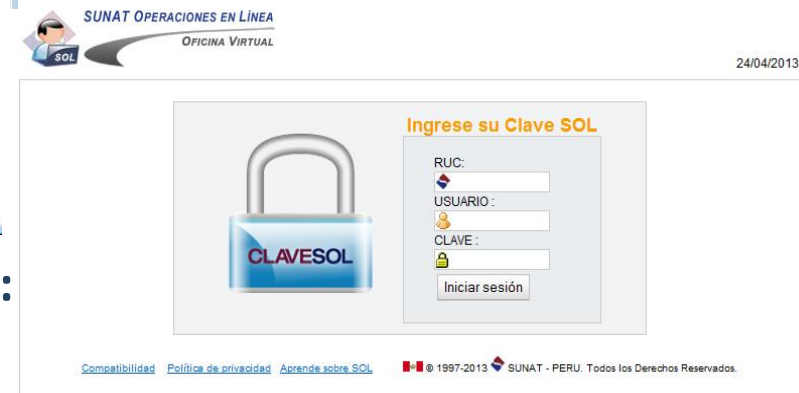 SUNAT OPERACIONES EN LÍNEA
OFICINA VIRTUAL
SOL
24/04/2013
Ingrese su Clave SOL
RUC:
USUARIO :
CLAVE :
CLAVESOL
Iniciar sesión
Compatibilidad Política de privacidad Aprende sobre SOL © 1997-2013 SUNAT - PERU. Todos los Derechos Reservados.